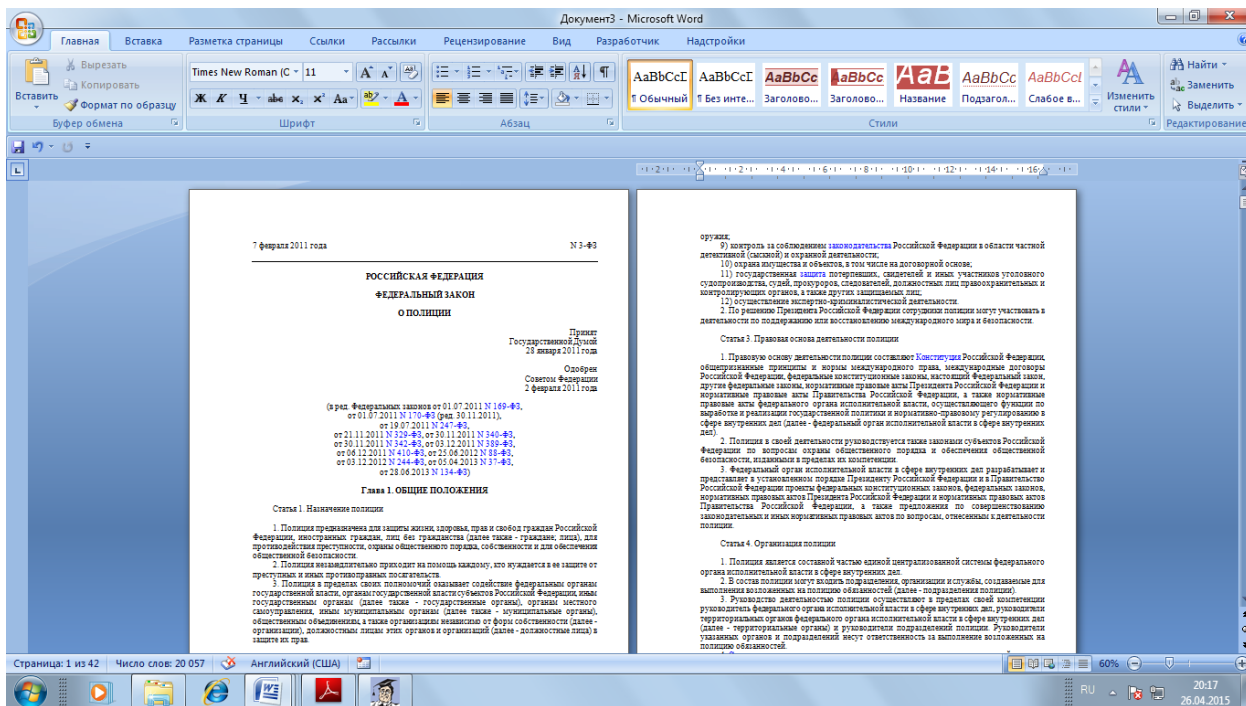 Документ3 - Microsoft Word
Главная Вставка Разметка страницы Ссылки Рассылки Рецензирование Вид Разработчик Надстройки
Вставить
Вырезать
Копировать
Формат по образцу
Буфер обмена
Times New Roman (С 11
Ж К Ч abe x₂ x² Aa
Шрифт
Абзац
АаВbСсI АаВbСсI АаВbСс АаВbСс АаВ АаВbСс АаВbСсl
¶ Обычный ¶ Без инте... Заголово... Заголово... Название Подзагол... Слабое в...
Изменить стили
Стили
Найти
Заменить
Выделить
Редактирование
7 февраля 2011 года N 3-ФЗ
РОССИЙСКАЯ ФЕДЕРАЦИЯ
ФЕДЕРАЛЬНЫЙ ЗАКОН
О ПОЛИЦИИ
Принят
Государственной Думой
28 января 2011 года
Одобрен
Советом Федерации
2 февраля 2011 года
(в ред. Федеральных законов от 01.07.2011 N 169-ФЗ,
от 01.07.2011 N 170-ФЗ (ред. 30.11.2011),
от 19.07.2011 N 247-ФЗ,
от 21.11.2011 N 329-ФЗ, от 30.11.2011 N 340-ФЗ,
от 30.11.2011 N 342-ФЗ, от 03.12.2011 N 389-ФЗ,
от 06.12.2011 N 410-ФЗ, от 25.06.2012 N 88-ФЗ,
от 03.12.2012 N 244-ФЗ, от 05.04.2013 N 37-ФЗ,
от 28.06.2013 N 134-ФЗ)
Глава 1. ОБЩИЕ ПОЛОЖЕНИЯ
Статья 1. Назначение полиции
1. Полиция предназначена для защиты жизни, здоровья, прав и свобод граждан Российской
Федерации, иностранных граждан, лиц без гражданства (далее также - граждане; лица), для
противодействия преступности, охраны общественного порядка, собственности и для обеспечения
общественной безопасности.
2. Полиция незамедлительно приходит на помощь каждому, кто нуждается в ее защите от
преступных и иных противоправных посягательств.
3. Полиция в пределах своих полномочий оказывает содействие федеральным органам
государственной власти, органам государственной власти субъектов Российской Федерации, иным
государственным органам (далее также - государственные органы), органам местного
самоуправления, иным муниципальным органам (далее также - муниципальные органы),
общественным объединениям, а также организациям независимо от форм собственности (далее -
организации), должностным лицам этих органов и организаций (далее - должностные лица) в
защите их прав.
оружия;
9) контроль за соблюдением законодательства Российской Федерации в области частной
детективной (сыскной) и охранной деятельности;
10) охрана имущества и объектов, в том числе на договорной основе;
11) государственная защита потерпевших, свидетелей и иных участников уголовного
судопроизводства, судей, прокуроров, следователей, должностных лиц правоохранительных и
контролирующих органов, а также других защищаемых лиц;
12) осуществление экспертно-криминалистической деятельности.
2. По решению Президента Российской Федерации сотрудники полиции могут участвовать в
деятельности по поддержанию или восстановлению международного мира и безопасности.
Статья 3. Правовая основа деятельности полиции
1. Правовую основу деятельности полиции составляют Конституция Российской Федерации,
общепризнанные принципы и нормы международного права, международные договоры
Российской Федерации, федеральные конституционные законы, настоящий Федеральный закон,
другие федеральные законы, нормативные правовые акты Президента Российской Федерации и
нормативные правовые акты Правительства Российской Федерации, а также нормативные
правовые акты федерального органа исполнительной власти, осуществляющего функции по
выработке и реализации государственной политики и нормативно-правовому регулированию в
сфере внутренних дел (далее - федеральный орган исполнительной власти в сфере внутренних
дел).
2. Полиция в своей деятельности руководствуется также законами субъектов Российской
Федерации по вопросам охраны общественного порядка и обеспечения общественной
безопасности, изданными в пределах их компетенции.
3. Федеральный орган исполнительной власти в сфере внутренних дел разрабатывает и
представляет в установленном порядке Президенту Российской Федерации и в Правительство
Российской Федерации проекты федеральных конституционных законов, федеральных законов,
нормативных правовых актов Президента Российской Федерации и нормативных правовых актов
Правительства Российской Федерации, а также предложения по совершенствованию
законодательных и иных нормативных правовых актов по вопросам, отнесенным к деятельности
полиции.
Статья 4. Организация полиции
1. Полиция является составной частью единой централизованной системы федерального
органа исполнительной власти в сфере внутренних дел.
2. В состав полиции могут входить подразделения, организации и службы, создаваемые для
выполнения возложенных на полицию обязанностей (далее - подразделения полиции).
3. Руководство деятельностью полиции осуществляют в пределах своей компетенции
руководитель федерального органа исполнительной власти в сфере внутренних дел, руководители
территориальных органов федерального органа исполнительной власти в сфере внутренних дел
(далее - территориальные органы) и руководители подразделений полиции. Руководители
указанных органов и подразделений несут ответственность за выполнение возложенных на
полицию обязанностей.
Страница: 1 из 42 Число слов: 20 057 Английский (США) 60%
RU 20:17
26.04.2015